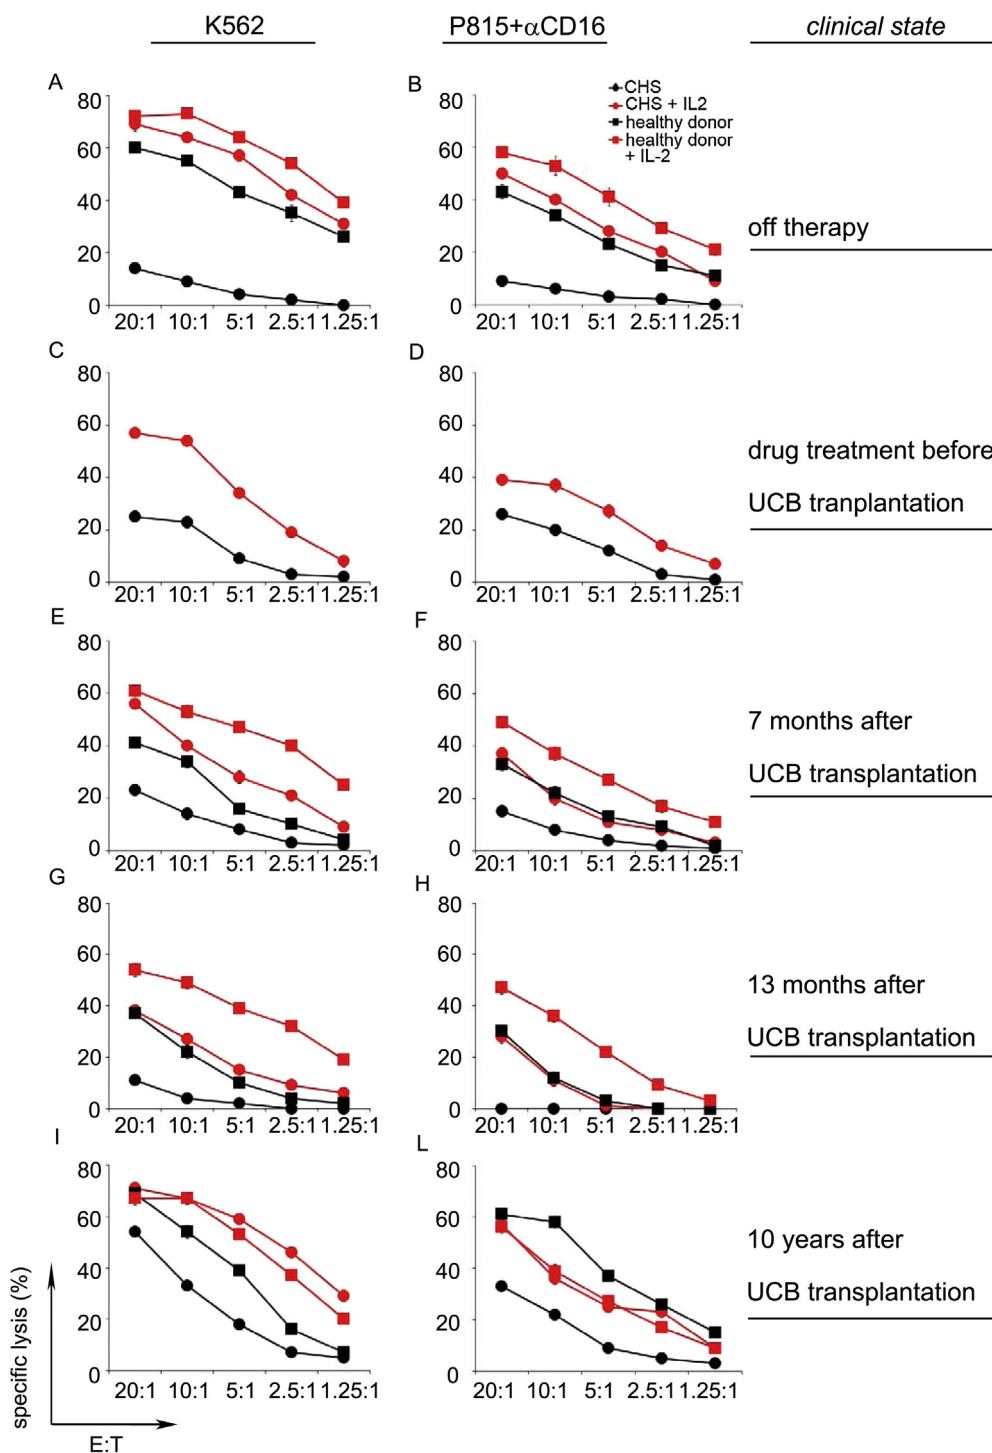 K562 P815+αCD16 clinical state
A B
CHS
CHS + IL2
healthy donor
healthy donor
+ IL-2
80 80
60 60
40 40
20 20
0 0
off therapy
20:1 10:1 5:1 2.5:1 1.25:1 20:1 10:1 5:1 2.5:1 1.25:1
C D
80 80
60 60
40 40
20 20
0 0
drug treatment before
UCB tranplantation
20:1 10:1 5:1 2.5:1 1.25:1 20:1 10:1 5:1 2.5:1 1.25:1
E F
80 80
60 60
40 40
20 20
0 0
7 months after
UCB transplantation
20:1 10:1 5:1 2.5:1 1.25:1 20:1 10:1 5:1 2.5:1 1.25:1
G H
80 80
60 60
40 40
20 20
0 0
13 months after
UCB transplantation
20:1 10:1 5:1 2.5:1 1.25:1 20:1 10:1 5:1 2.5:1 1.25:1
I L
80 80
60 60
40 40
20 20
0 0
10 years after
UCB transplantation
20:1 10:1 5:1 2.5:1 1.25:1 20:1 10:1 5:1 2.5:1 1.25:1
specific lysis (%)
E:T